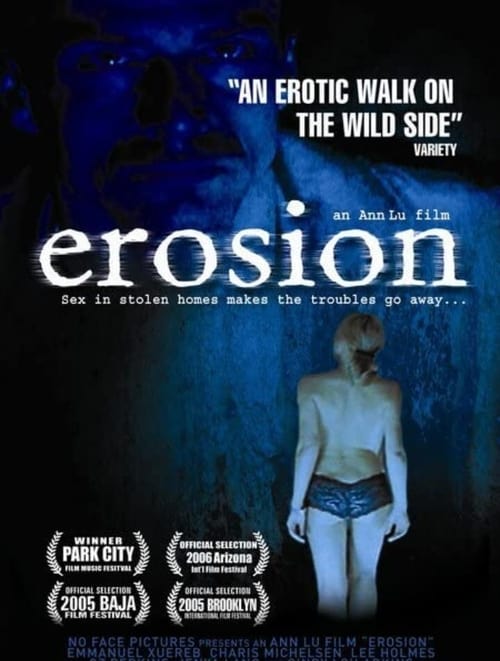 "AN EROTIC WALK ON
THE WILD SIDE"
VARIETY
an Ann Lu film
erosion
Sex in stolen homes makes the troubles go away...
WINNER
PARK CITY
FILM MUSIC FESTIVAL
OFFICIAL SELECTION
2006 Arizona
Int'l Film Festival
OFFICIAL SELECTION
2005 BAJA
FILM FESTIVAL
OFFICIAL SELECTION
2005 BROOKLYN
INTERNATIONAL FILM FESTIVAL
NO FACE PICTURES PRESENTS AN ANN LU FILM "EROSION"
EMMANUEL XUEREB CHARIS MICHELSEN LEE HOLMES